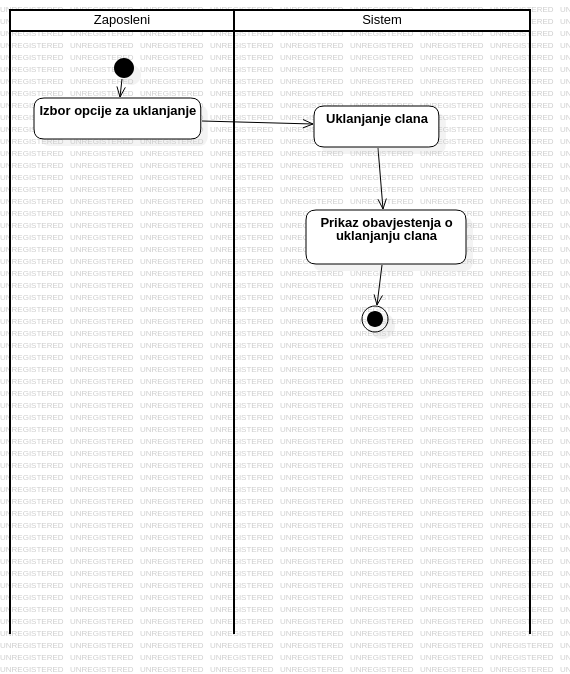 Zaposleni
Sistem
Izbor opcije za uklanjanje
Uklanjanje clana
Prikaz obavjestenja o
uklanjanju clana
UNREGISTERED